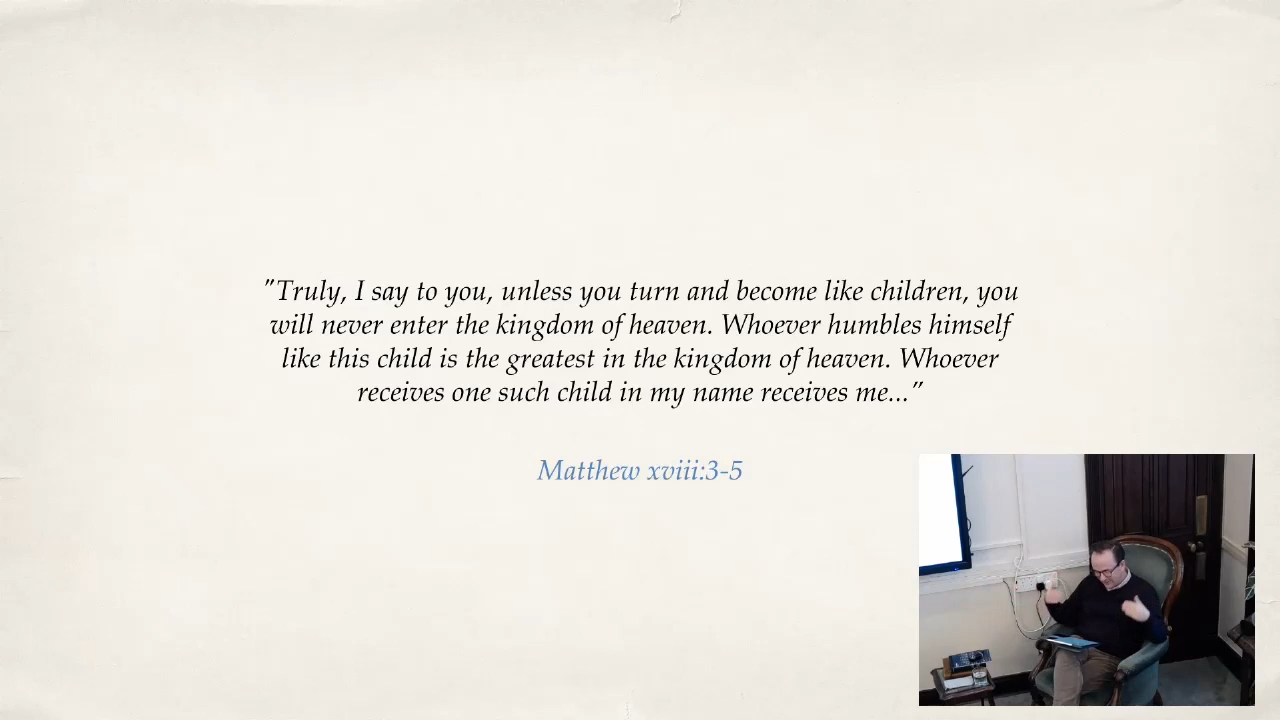 "Truly, I say to you, unless you turn and become like children, you
will never enter the kingdom of heaven. Whoever humbles himself
like this child is the greatest in the kingdom of heaven. Whoever
receives one such child in my name receives me..."
Matthew xviii:3-5